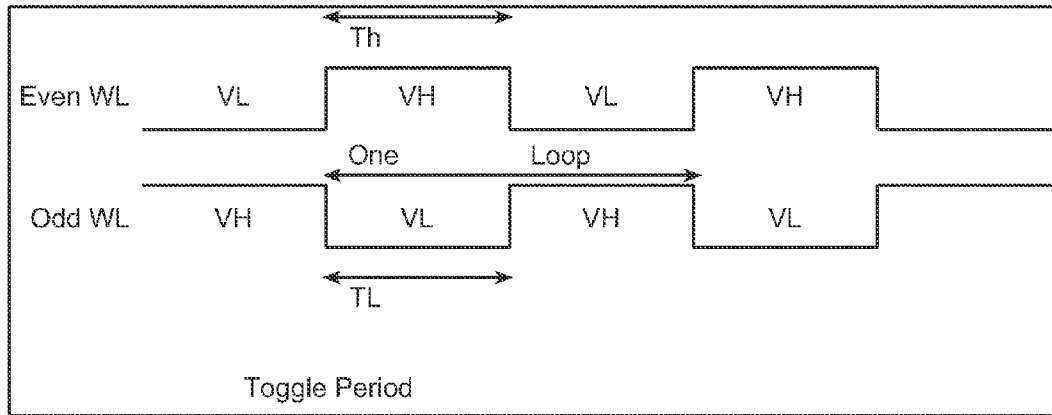 Th
Even WL VL VH VL VH
One Loop
Odd WL VH VL VH VL
TL
Toggle Period